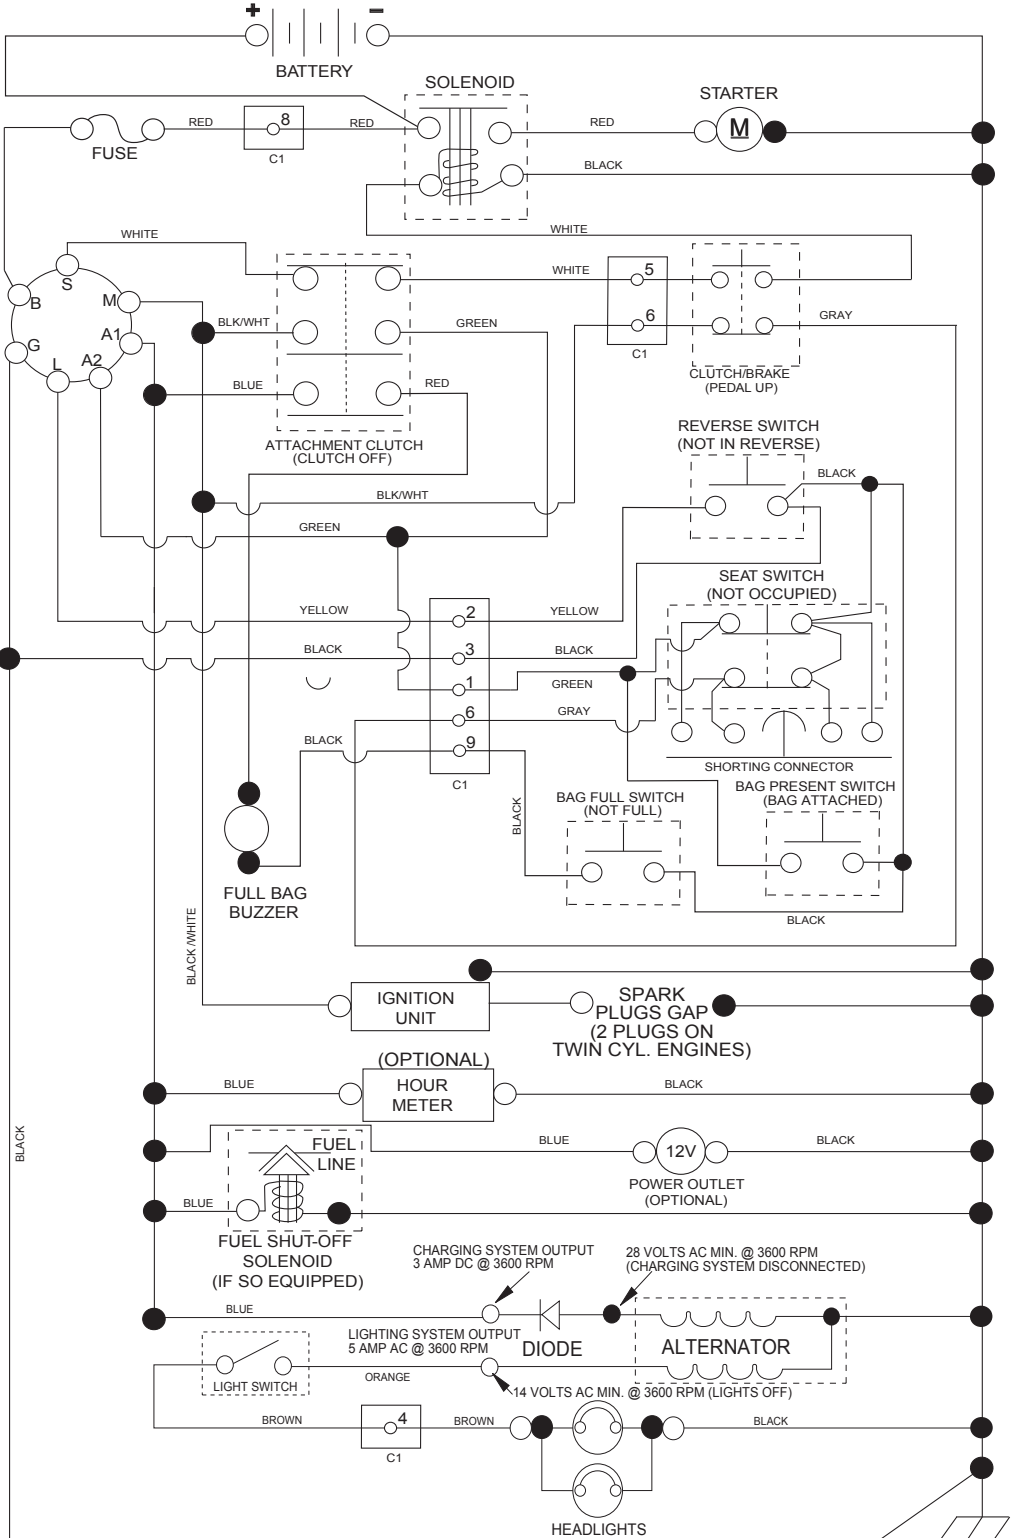 + -
BATTERY
SOLENOID
STARTER
M
RED
8
RED
RED
FUSE
C1
BLACK
WHITE
WHITE
S
B
M
G
A1
L
A2
WHITE
5
BLK/WHT
GREEN
6
GRAY
C1
CLUTCH/BRAKE
(PEDAL UP)
BLUE
RED
ATTACHMENT CLUTCH
(CLUTCH OFF)
REVERSE SWITCH
(NOT IN REVERSE)
BLACK
BLK/WHT
GREEN
SEAT SWITCH
(NOT OCCUPIED)
YELLOW
2
YELLOW
BLACK
3
BLACK
1
GREEN
6
GRAY
BLACK
9
C1
SHORTING CONNECTOR
BAG PRESENT SWITCH
(BAG ATTACHED)
BAG FULL SWITCH
(NOT FULL)
BLACK
FULL BAG
BUZZER
BLACK
BLACK /WHITE
IGNITION
UNIT
SPARK
PLUGS GAP
(2 PLUGS ON
TWIN CYL. ENGINES)
(OPTIONAL)
HOUR
METER
BLUE
BLACK
BLACK
FUEL
LINE
BLUE
12V
BLACK
POWER OUTLET
(OPTIONAL)
BLUE
FUEL SHUT-OFF
SOLENOID
(IF SO EQUIPPED)
CHARGING SYSTEM OUTPUT
3 AMP DC @ 3600 RPM
28 VOLTS AC MIN. @ 3600 RPM
(CHARGING SYSTEM DISCONNECTED)
BLUE
LIGHTING SYSTEM OUTPUT
5 AMP AC @ 3600 RPM
DIODE
ALTERNATOR
LIGHT SWITCH
ORANGE
14 VOLTS AC MIN. @ 3600 RPM (LIGHTS OFF)
BROWN
4
BROWN
BLACK
C1
HEADLIGHTS